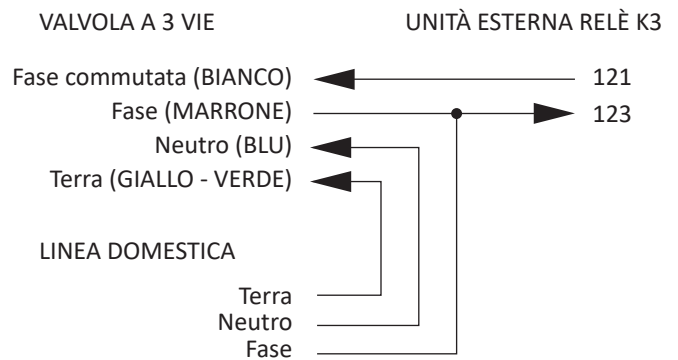 VALVOLA A 3 VIE UNITÀ ESTERNA RELÈ K3
Fase commutata (BIANCO) 121
Fase (MARRONE) 123
Neutro (BLU)
Terra (GIALLO - VERDE)
LINEA DOMESTICA
Terra
Neutro
Fase